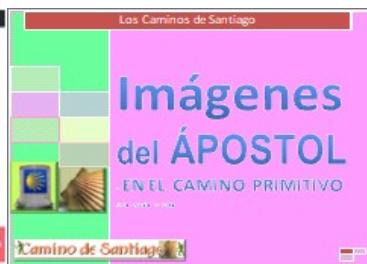 Los Caminos de Santiago
Imágenes
del ÁPOSTOL
EN EL CAMINO PRIMITIVO
Camino de Santiago